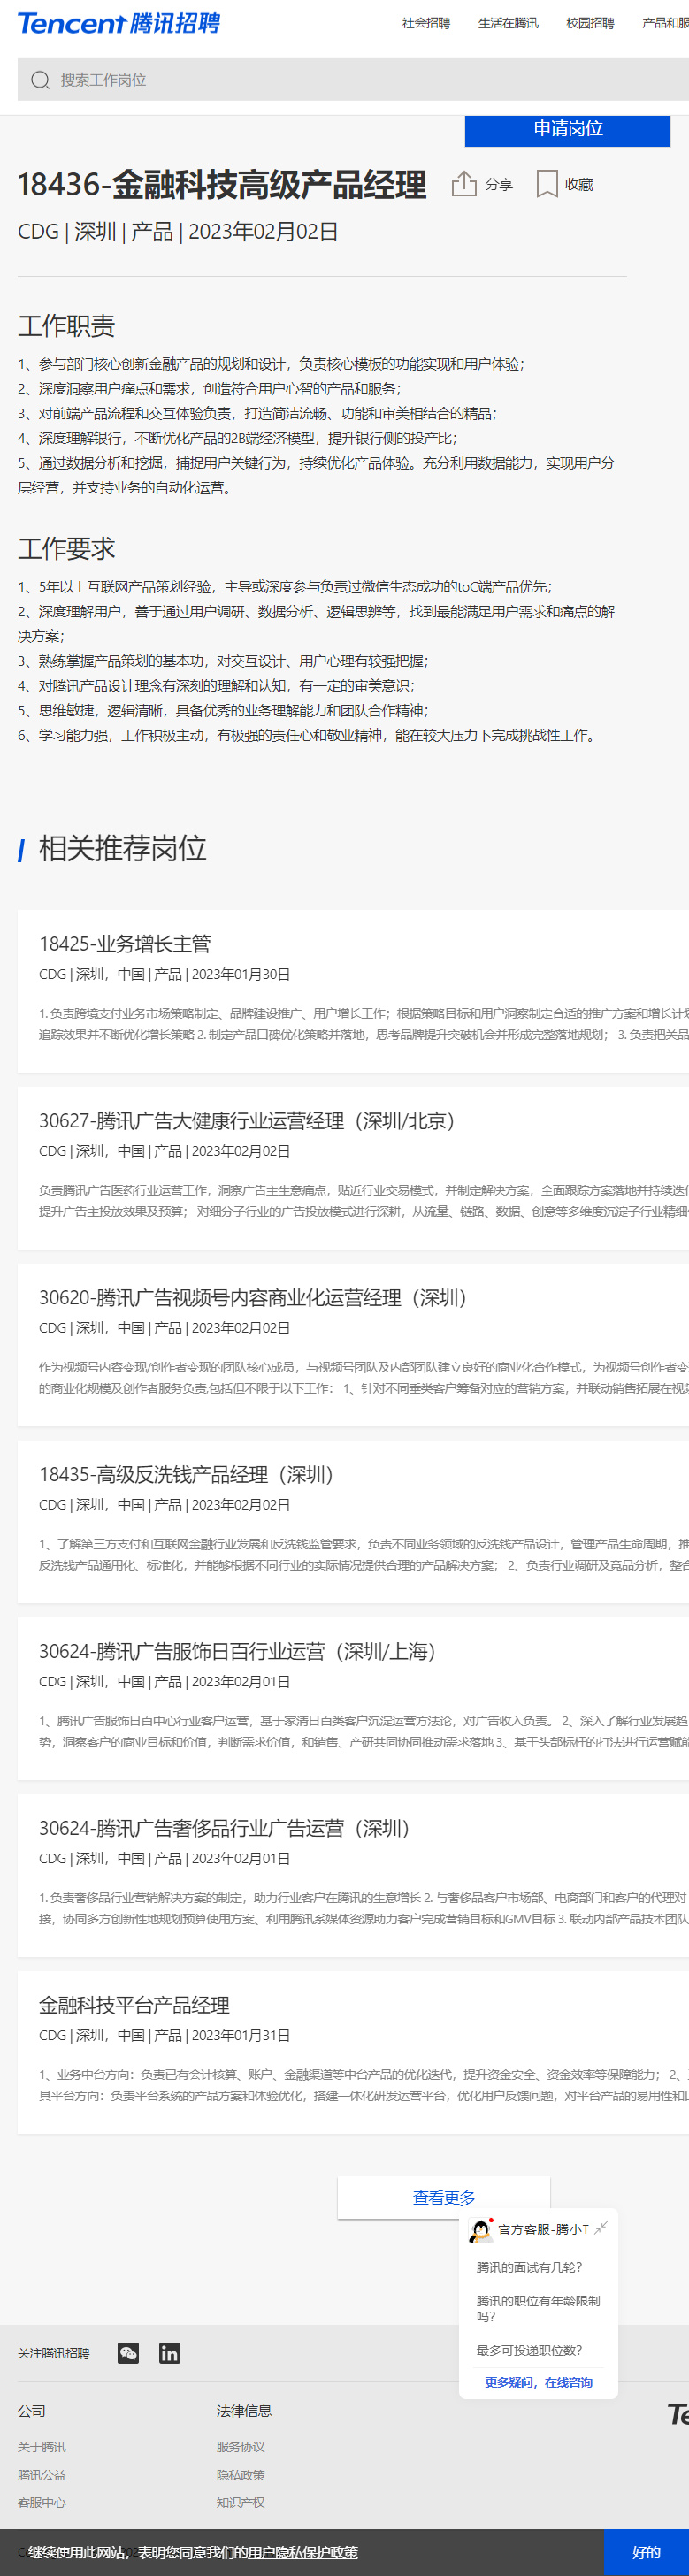 Tencent 腾讯招聘
社会招聘 生活在腾讯 校园招聘 产品和服
搜索工作岗位
申请岗位
18436-金融科技高级产品经理 分享 收藏
CDG | 深圳 | 产品 | 2023年02月02日
工作职责
1、参与部门核心创新金融产品的规划和设计，负责核心模板的功能实现和用户体验；
2、深度洞察用户痛点和需求，创造符合用户心智的产品和服务；
3、对前端产品流程和交互体验负责，打造简洁流畅、功能和审美相结合的精品；
4、深度理解银行，不断优化产品的2B端经济模型，提升银行侧的投产比；
5、通过数据分析和挖掘，捕捉用户关键行为，持续优化产品体验。充分利用数据能力，实现用户分
层经营，并支持业务的自动化运营。
工作要求
1、5年以上互联网产品策划经验，主导或深度参与负责过微信生态成功的toC端产品优先；
2、深度理解用户，善于通过用户调研、数据分析、逻辑思辨等，找到最能满足用户需求和痛点的解
决方案；
3、熟练掌握产品策划的基本功，对交互设计、用户心理有较强把握；
4、对腾讯产品设计理念有深刻的理解和认知，有一定的审美意识；
5、思维敏捷，逻辑清晰，具备优秀的业务理解能力和团队合作精神；
6、学习能力强，工作积极主动，有极强的责任心和敬业精神，能在较大压力下完成挑战性工作。
相关推荐岗位
18425-业务增长主管
CDG | 深圳，中国 | 产品 | 2023年01月30日
1. 负责跨境支付业务市场策略制定、品牌建设推广、用户增长工作；根据策略目标和用户洞察制定合适的推广方案和增长计划
追踪效果并不断优化增长策略 2. 制定产品口碑优化策略并落地，思考品牌提升突破机会并形成完整落地规划； 3. 负责把关品
30627-腾讯广告大健康行业运营经理（深圳/北京）
CDG | 深圳，中国 | 产品 | 2023年02月02日
负责腾讯广告医药行业运营工作，洞察广告主生意痛点，贴近行业交易模式，并制定解决方案，全面跟踪方案落地并持续迭代
提升广告主投放效果及预算； 对细分子行业的广告投放模式进行深耕，从流量、链路、数据、创意等多维度沉淀子行业精细
30620-腾讯广告视频号内容商业化运营经理（深圳）
CDG | 深圳，中国 | 产品 | 2023年02月02日
作为视频号内容变现/创作者变现的团队核心成员，与视频号团队及内部团队建立良好的商业化合作模式，为视频号创作者变
的商业化规模及创作者服务负责,包括但不限于以下工作： 1、针对不同垂类客户筹备对应的营销方案，并联动销售拓展在视频
18435-高级反洗钱产品经理（深圳）
CDG | 深圳，中国 | 产品 | 2023年02月02日
1、了解第三方支付和互联网金融行业发展和反洗钱监管要求，负责不同业务领域的反洗钱产品设计，管理产品生命周期，推
反洗钱产品通用化、标准化，并能够根据不同行业的实际情况提供合理的产品解决方案； 2、负责行业调研及竞品分析，整合
30624-腾讯广告服饰日百行业运营（深圳/上海）
CDG | 深圳，中国 | 产品 | 2023年02月01日
1、腾讯广告服饰日百中心行业客户运营，基于家清日百类客户沉淀运营方法论，对广告收入负责。 2、深入了解行业发展趋
势，洞察客户的商业目标和价值，判断需求价值，和销售、产研共同协同推动需求落地 3、基于头部标杆的打法进行运营赋能
30624-腾讯广告奢侈品行业广告运营（深圳）
CDG | 深圳，中国 | 产品 | 2023年02月01日
1. 负责奢侈品行业营销解决方案的制定，助力行业客户在腾讯的生意增长 2. 与奢侈品客户市场部、电商部门和客户的代理对
接，协同多方创新性地规划预算使用方案、利用腾讯系媒体资源助力客户完成营销目标和GMV目标 3. 联动内部产品技术团队
金融科技平台产品经理
CDG | 深圳，中国 | 产品 | 2023年01月31日
1、业务中台方向：负责已有会计核算、账户、金融渠道等中台产品的优化迭代，提升资金安全、资金效率等保障能力； 2、
具平台方向：负责平台系统的产品方案和体验优化，搭建一体化研发运营平台，优化用户反馈问题，对平台产品的易用性和
查看更多
官方客服-腾小T
腾讯的面试有几轮？
腾讯的职位有年龄限制
吗？
最多可投递职位数？
更多疑问，在线咨询
关注腾讯招聘
公司 法律信息
关于腾讯 服务协议
腾讯公益 隐私政策
客服中心 知识产权
继续使用此网站，表明您同意我们的用户隐私保护政策 好的